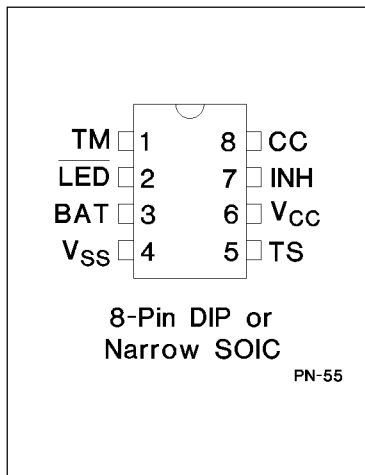 TM 1 8 CC
LED 2 7 INH
BAT 3 6 VCC
VSS 4 5 TS
8-Pin DIP or
Narrow SOIC
PN-55